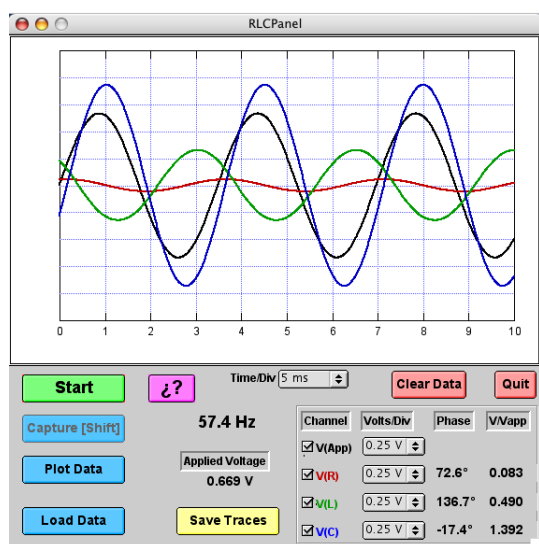 RLCPanel
0 1 2 3 4 5 6 7 8 9 10
Time/Div 5 ms
Start
¿?
Clear Data
Quit
Capture [Shift]
57.4 Hz
Channel Volts/Div Phase V/Vapp
V(App) 0.25 V
Plot Data
Applied Voltage
0.669 V
V(R) 0.25 V 72.6° 0.083
V(L) 0.25 V 136.7° 0.490
Load Data
Save Traces
V(C) 0.25 V -17.4° 1.392